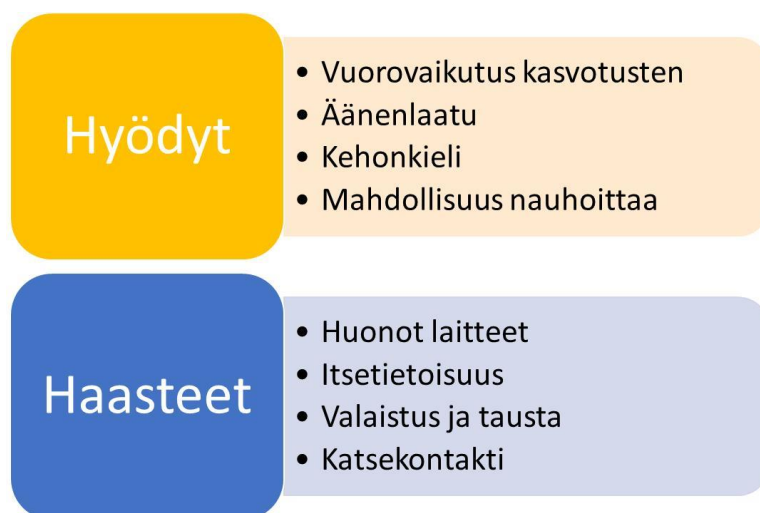 Hyödyt
• Vuorovaikutus kasvotusten
• Äänenlaatu
• Kehonkieli
• Mahdollisuus nauhoittaa
Haasteet
• Huonot laitteet
• Itsetietoisuus
• Valaistus ja tausta
• Katsekontakti